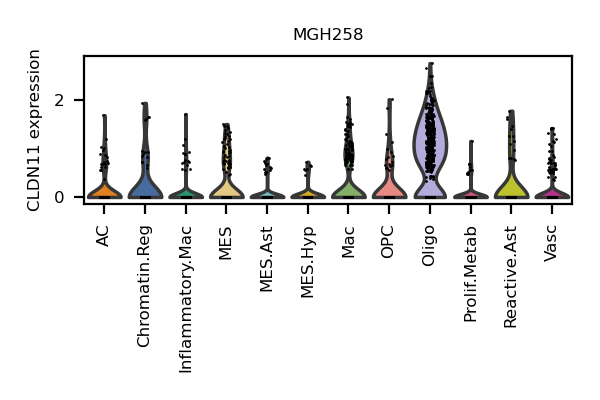 MGH258
CLDN11 expression
2
0
AC
Chromatin.Reg
Inflammatory.Mac
MES
MES.Ast
MES.Hyp
Mac
OPC
Oligo
Prolif.Metab
Reactive.Ast
Vasc